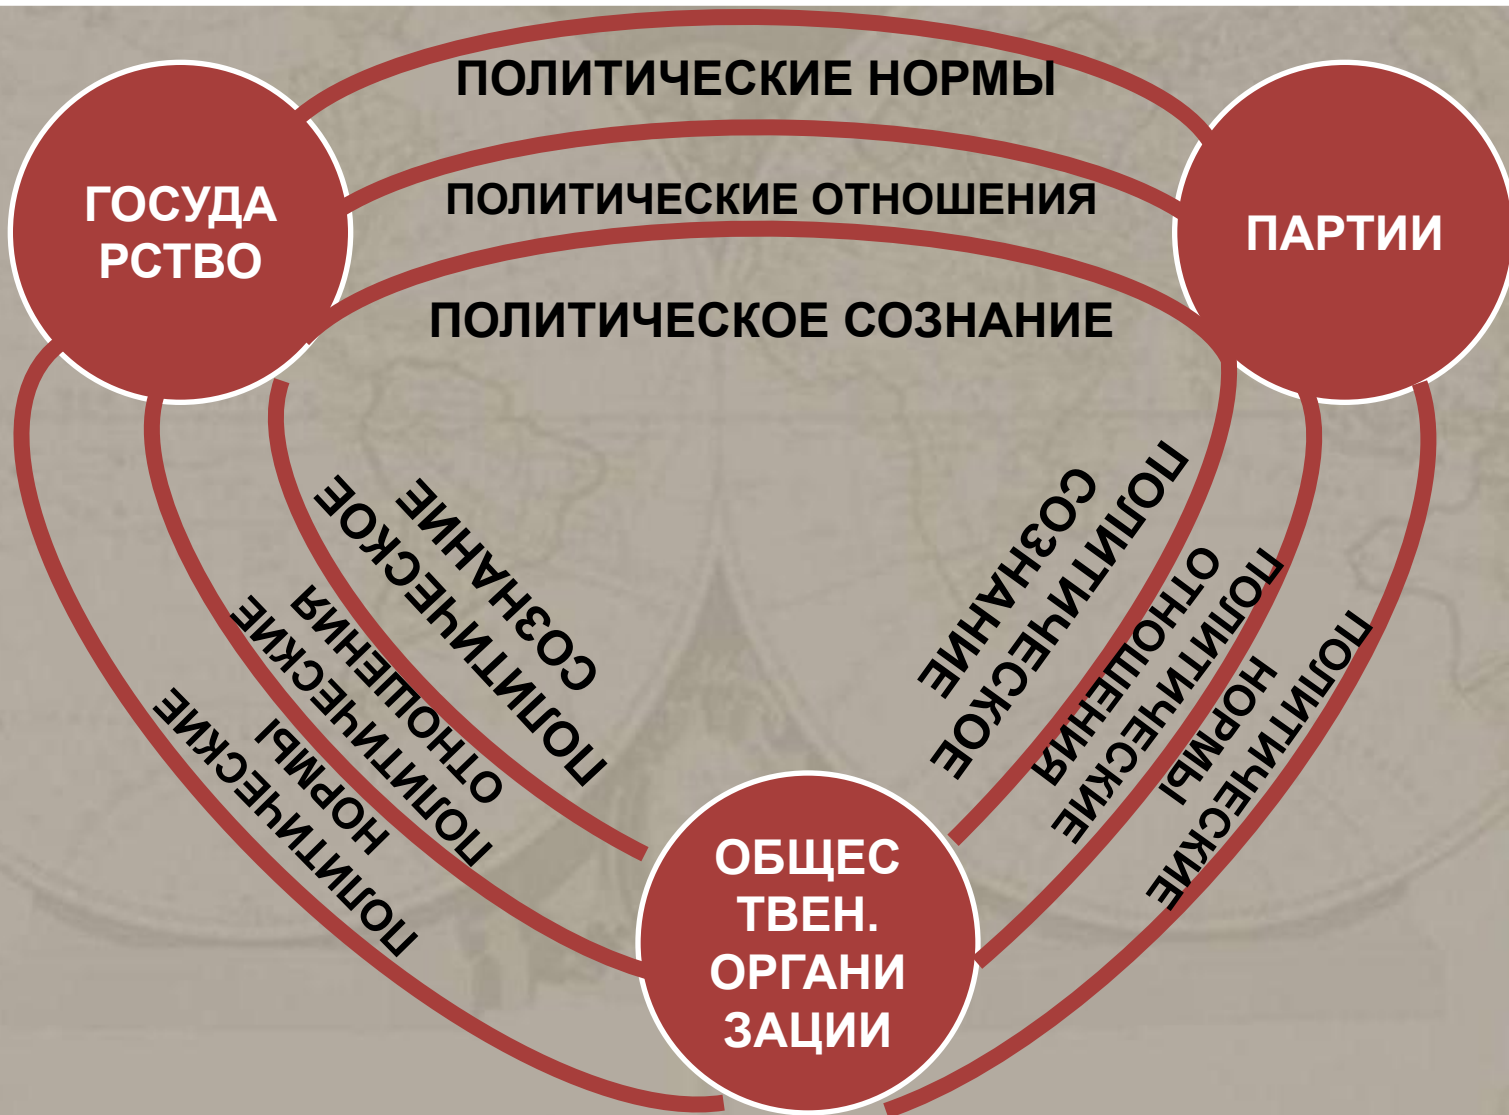 ПОЛИТИЧЕСКИЕ НОРМЫ
ГОСУДА
РСТВО
ПОЛИТИЧЕСКИЕ ОТНОШЕНИЯ
ПАРТИИ
ПОЛИТИЧЕСКОЕ СОЗНАНИЕ
ПОЛИТИЧЕСКОЕ
СОЗНАНИЕ
ПОЛИТИЧЕСКИЕ
ОТНОШЕНИЯ
ПОЛИТИЧЕСКИЕ
НОРМЫ
ПОЛИТИЧЕСКОЕ
СОЗНАНИЕ
ПОЛИТИЧЕСКИЕ
ОТНОШЕНИЯ
ПОЛИТИЧЕСКИЕ
НОРМЫ
ОБЩЕС
ТВЕН.
ОРГАНИ
ЗАЦИИ